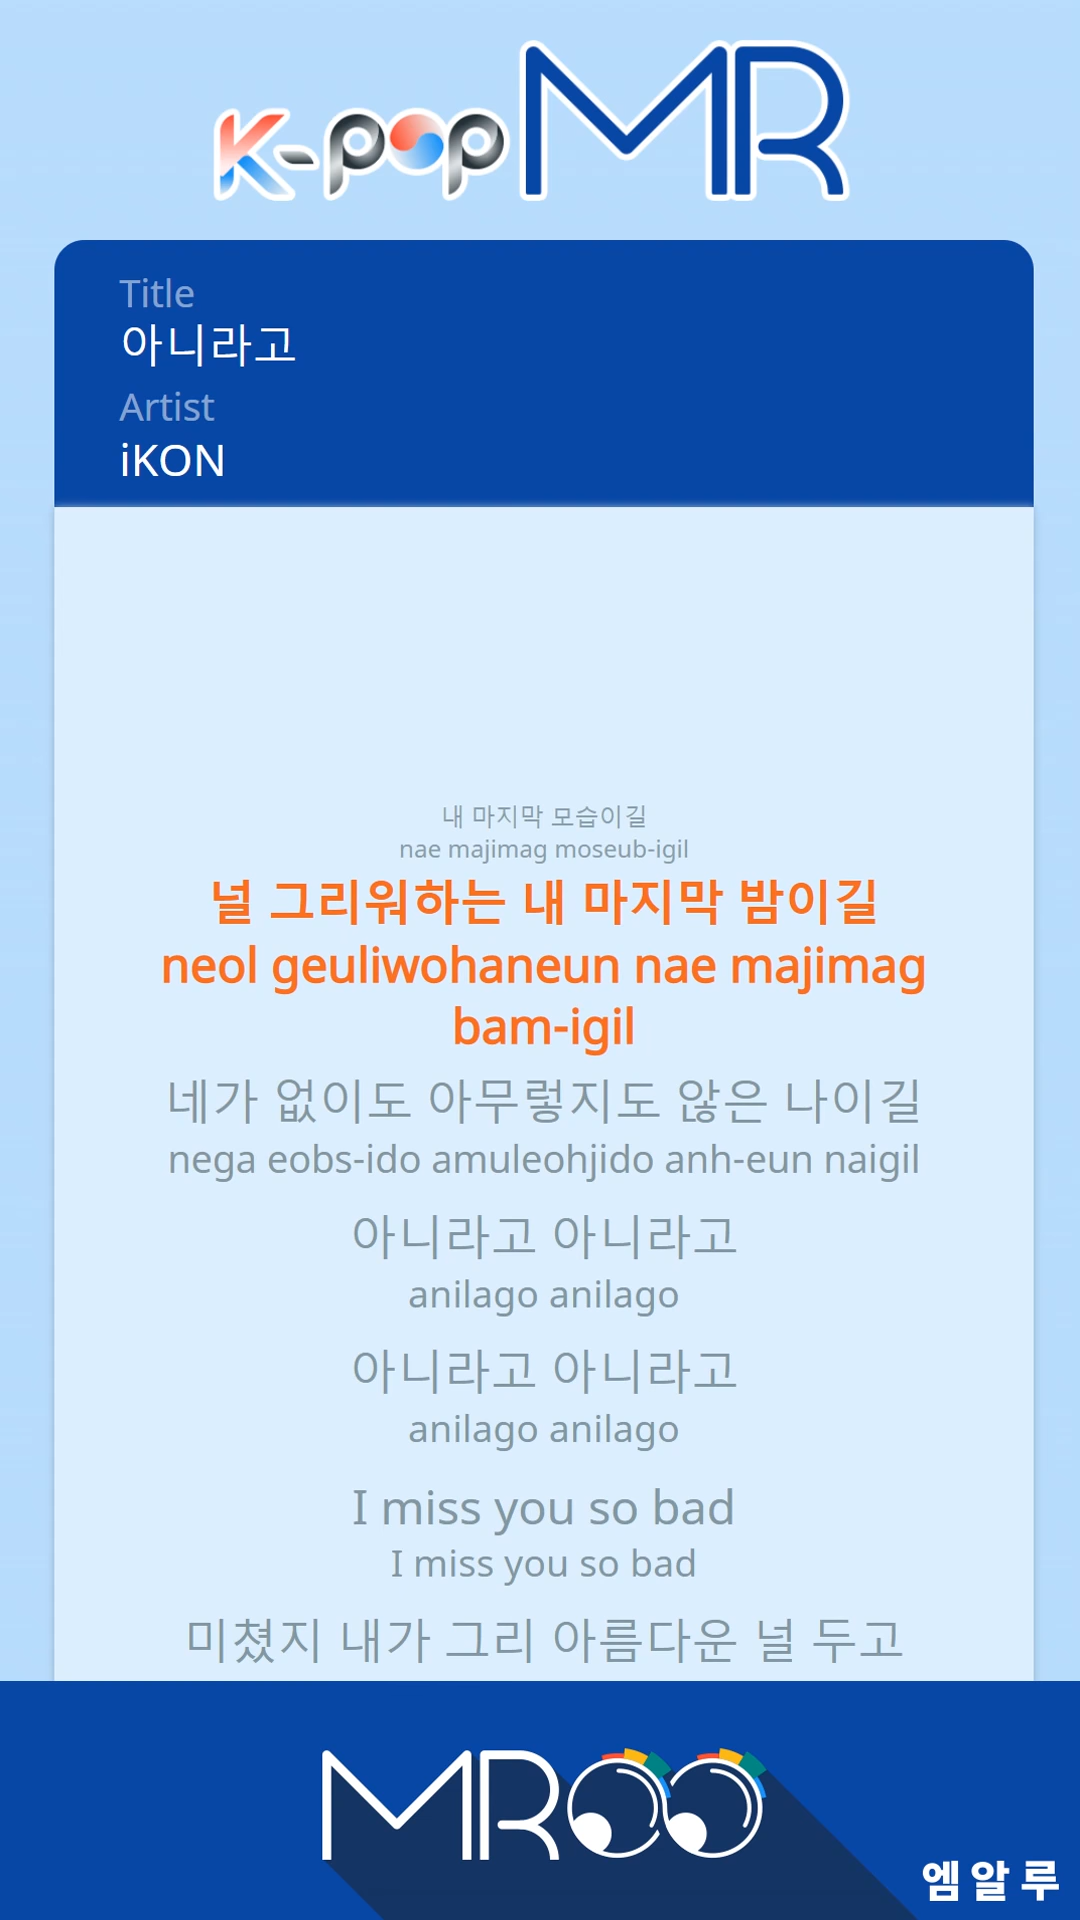 K-pop MR
Title
아니라고
Artist
iKON
내 마지막 모습이길
nae majimag moseub-igil
널 그리워하는 내 마지막 밤이길
neol geuliwohaneun nae majimag
bam-igil
네가 없이도 아무렇지도 않은 나이길
nega eobs-ido amuleohjido anh-eun naigil
아니라고 아니라고
anilago anilago
아니라고 아니라고
anilago anilago
I miss you so bad
I miss you so bad
미쳤지 내가 그리 아름다운 널 두고
MROO
엠알루